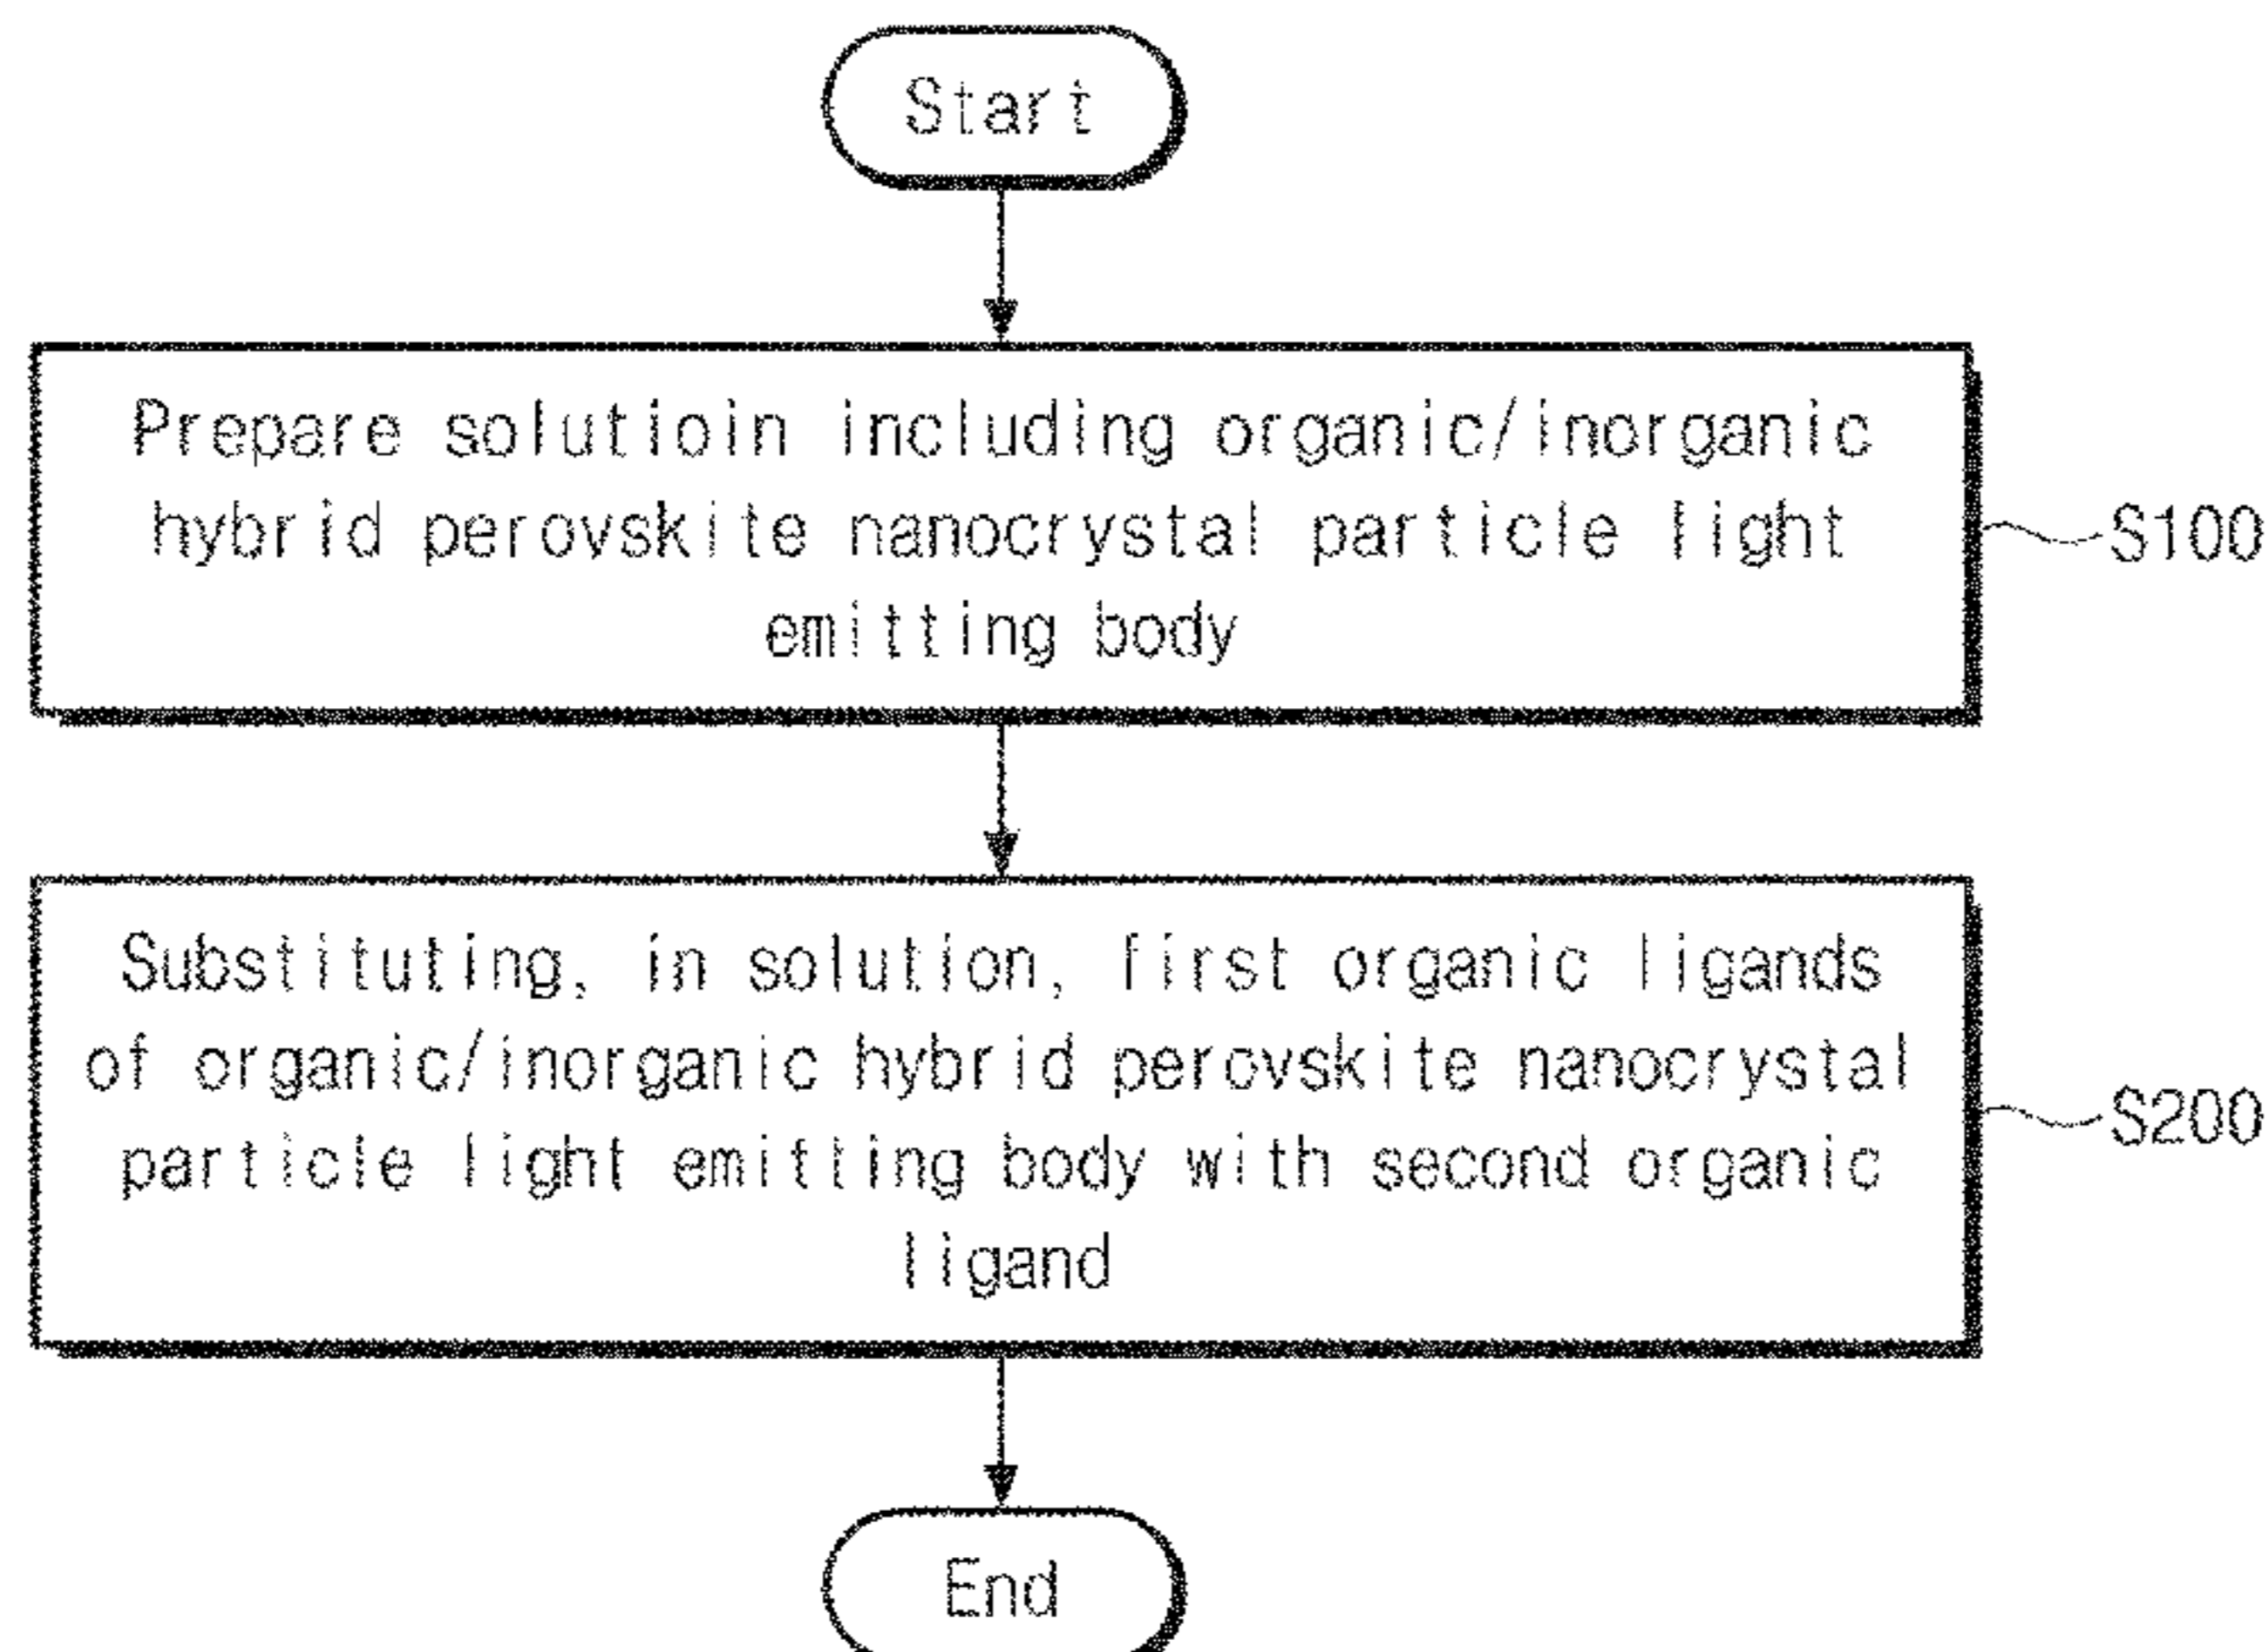 Start
Prepare solutioin including organic/inorganic
hybrid perovskite nanocrystal particle light
emitting body
S100
Substituting, in solution, first organic ligands
of organic/inorganic hybrid perovskite nanocrystal
particle light emitting body with second organic
ligand
S200
End